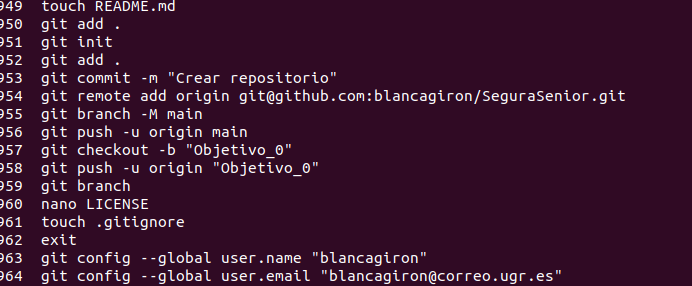 949 touch README.md
950 git add .
951 git init
952 git add .
953 git commit -m "Crear repositorio"
954 git remote add origin git@github.com:blancagiron/SeguraSenior.git
955 git branch -M main
956 git push -u origin main
957 git checkout -b "Objetivo_0"
958 git push -u origin "Objetivo_0"
959 git branch
960 nano LICENSE
961 touch .gitignore
962 exit
963 git config --global user.name "blancagiron"
964 git config --global user.email "blancagiron@correo.ugr.es"